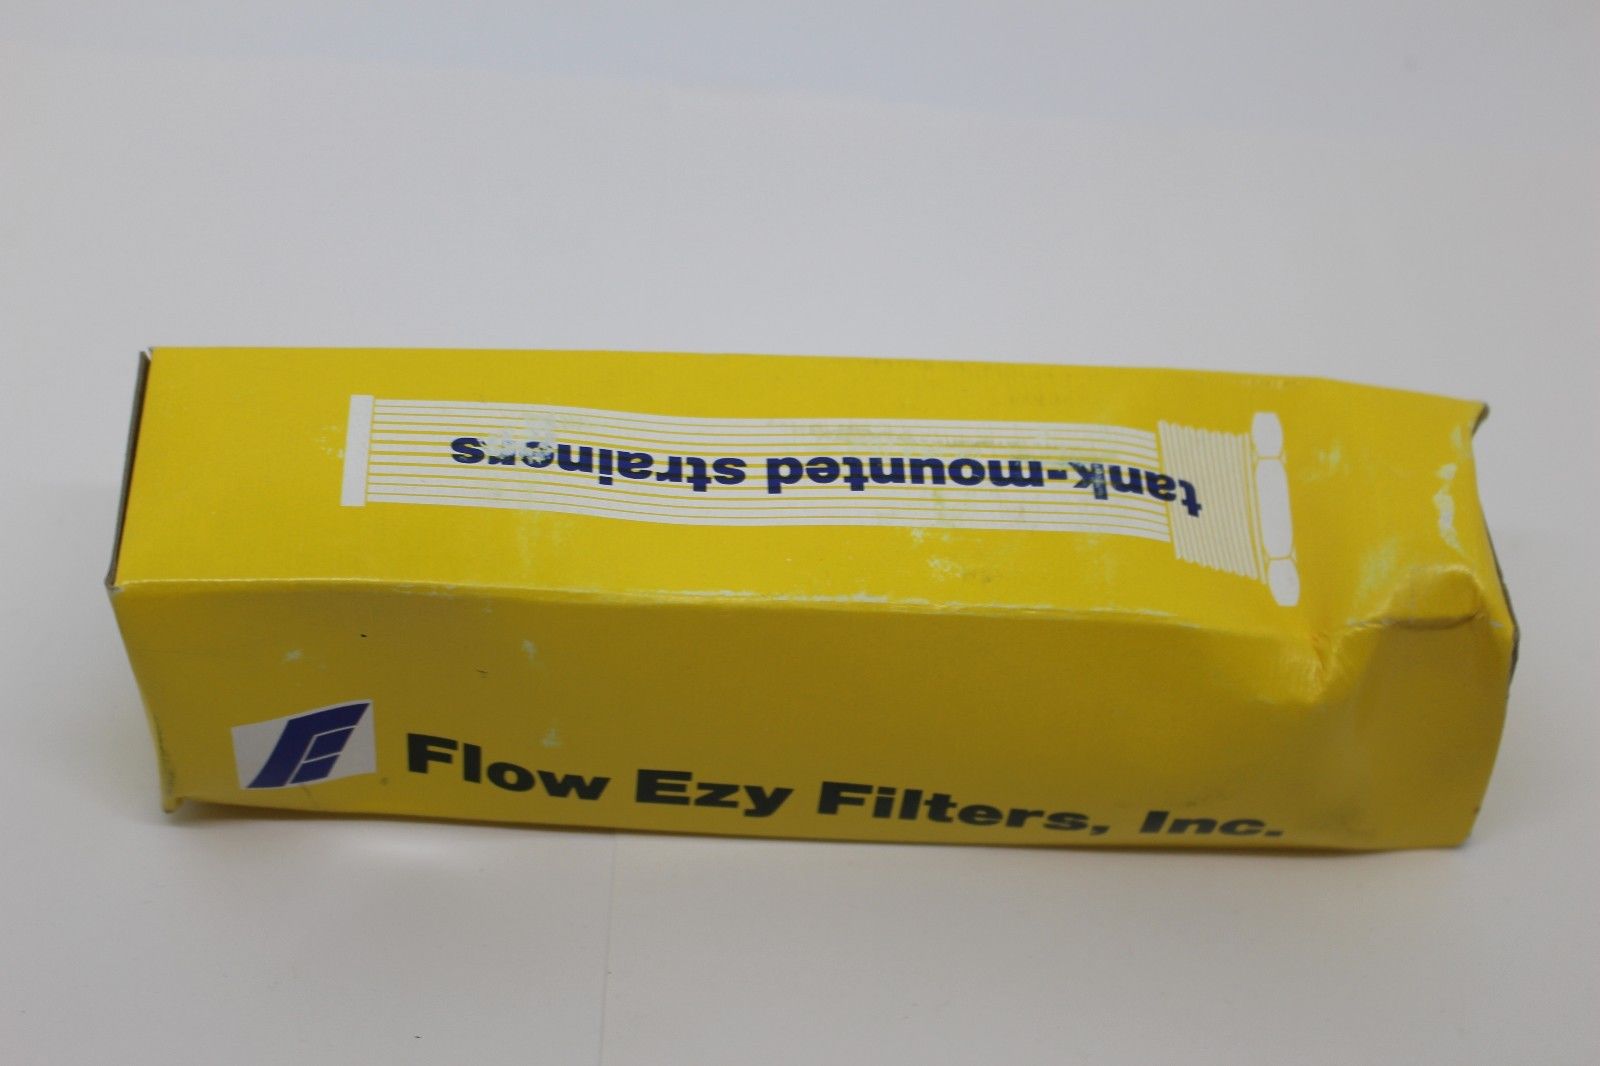 tank-mounted strainers
Flow Ezy Filters, Inc.